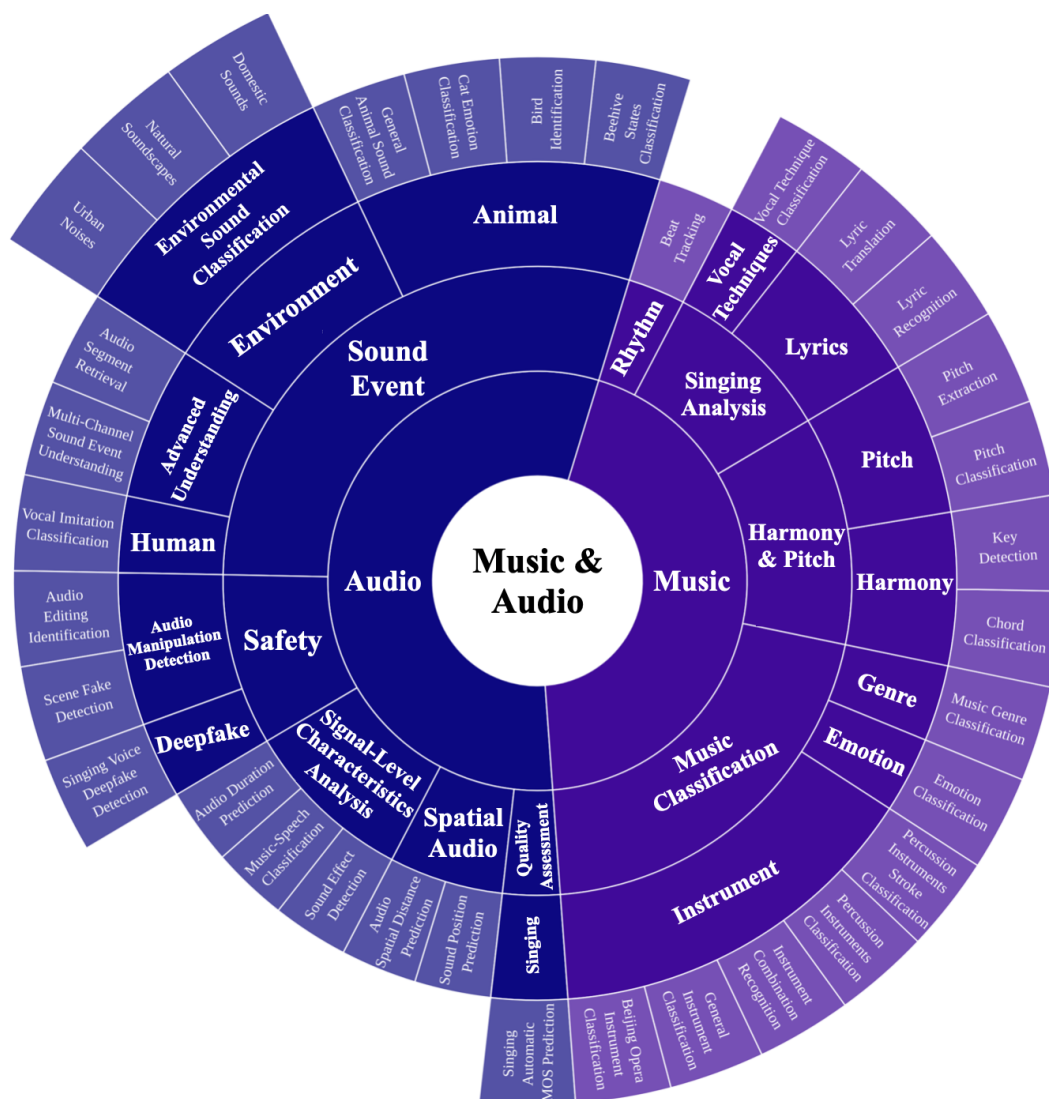 Music &
Audio
Audio
Sound
Event
Environment
Environmental
Sound
Classification
Urban
Noises
Natural
Soundscapes
Domestic
Sounds
Animal
General
Animal Sound
Classification
Cat Emotion
Classification
Bird
Identification
Beehive
States
Classification
Advanced
Understanding
Audio
Segment
Retrieval
Multi-Channel
Sound Event
Understanding
Human
Vocal Imitation
Classification
Safety
Audio
Manipulation
Detection
Audio
Editing
Identification
Scene Fake
Detection
Deepfake
Singing Voice
Deepfake
Detection
Signal-Level
Characteristics
Analysis
Audio Duration
Prediction
Music-Speech
Classification
Sound Effect
Detection
Spatial
Audio
Audio
Spatial Distance
Prediction
Sound Position
Prediction
Quality
Assessment
Singing
Singing
Automatic
MOS Prediction
Music
Rhythm
Beat
Tracking
Singing
Analysis
Vocal
Techniques
Vocal Technique
Classification
Lyrics
Lyric
Translation
Lyric
Recognition
Harmony
& Pitch
Pitch
Pitch
Extraction
Pitch
Classification
Harmony
Key
Detection
Chord
Classification
Music
Classification
Genre
Music Genre
Classification
Emotion
Emotion
Classification
Instrument
Percussion
Instruments
Stroke
Classification
Percussion
Instruments
Classification
Instrument
Combination
Recognition
General
Instrument
Classification
Beijing Opera
Instrument
Classification